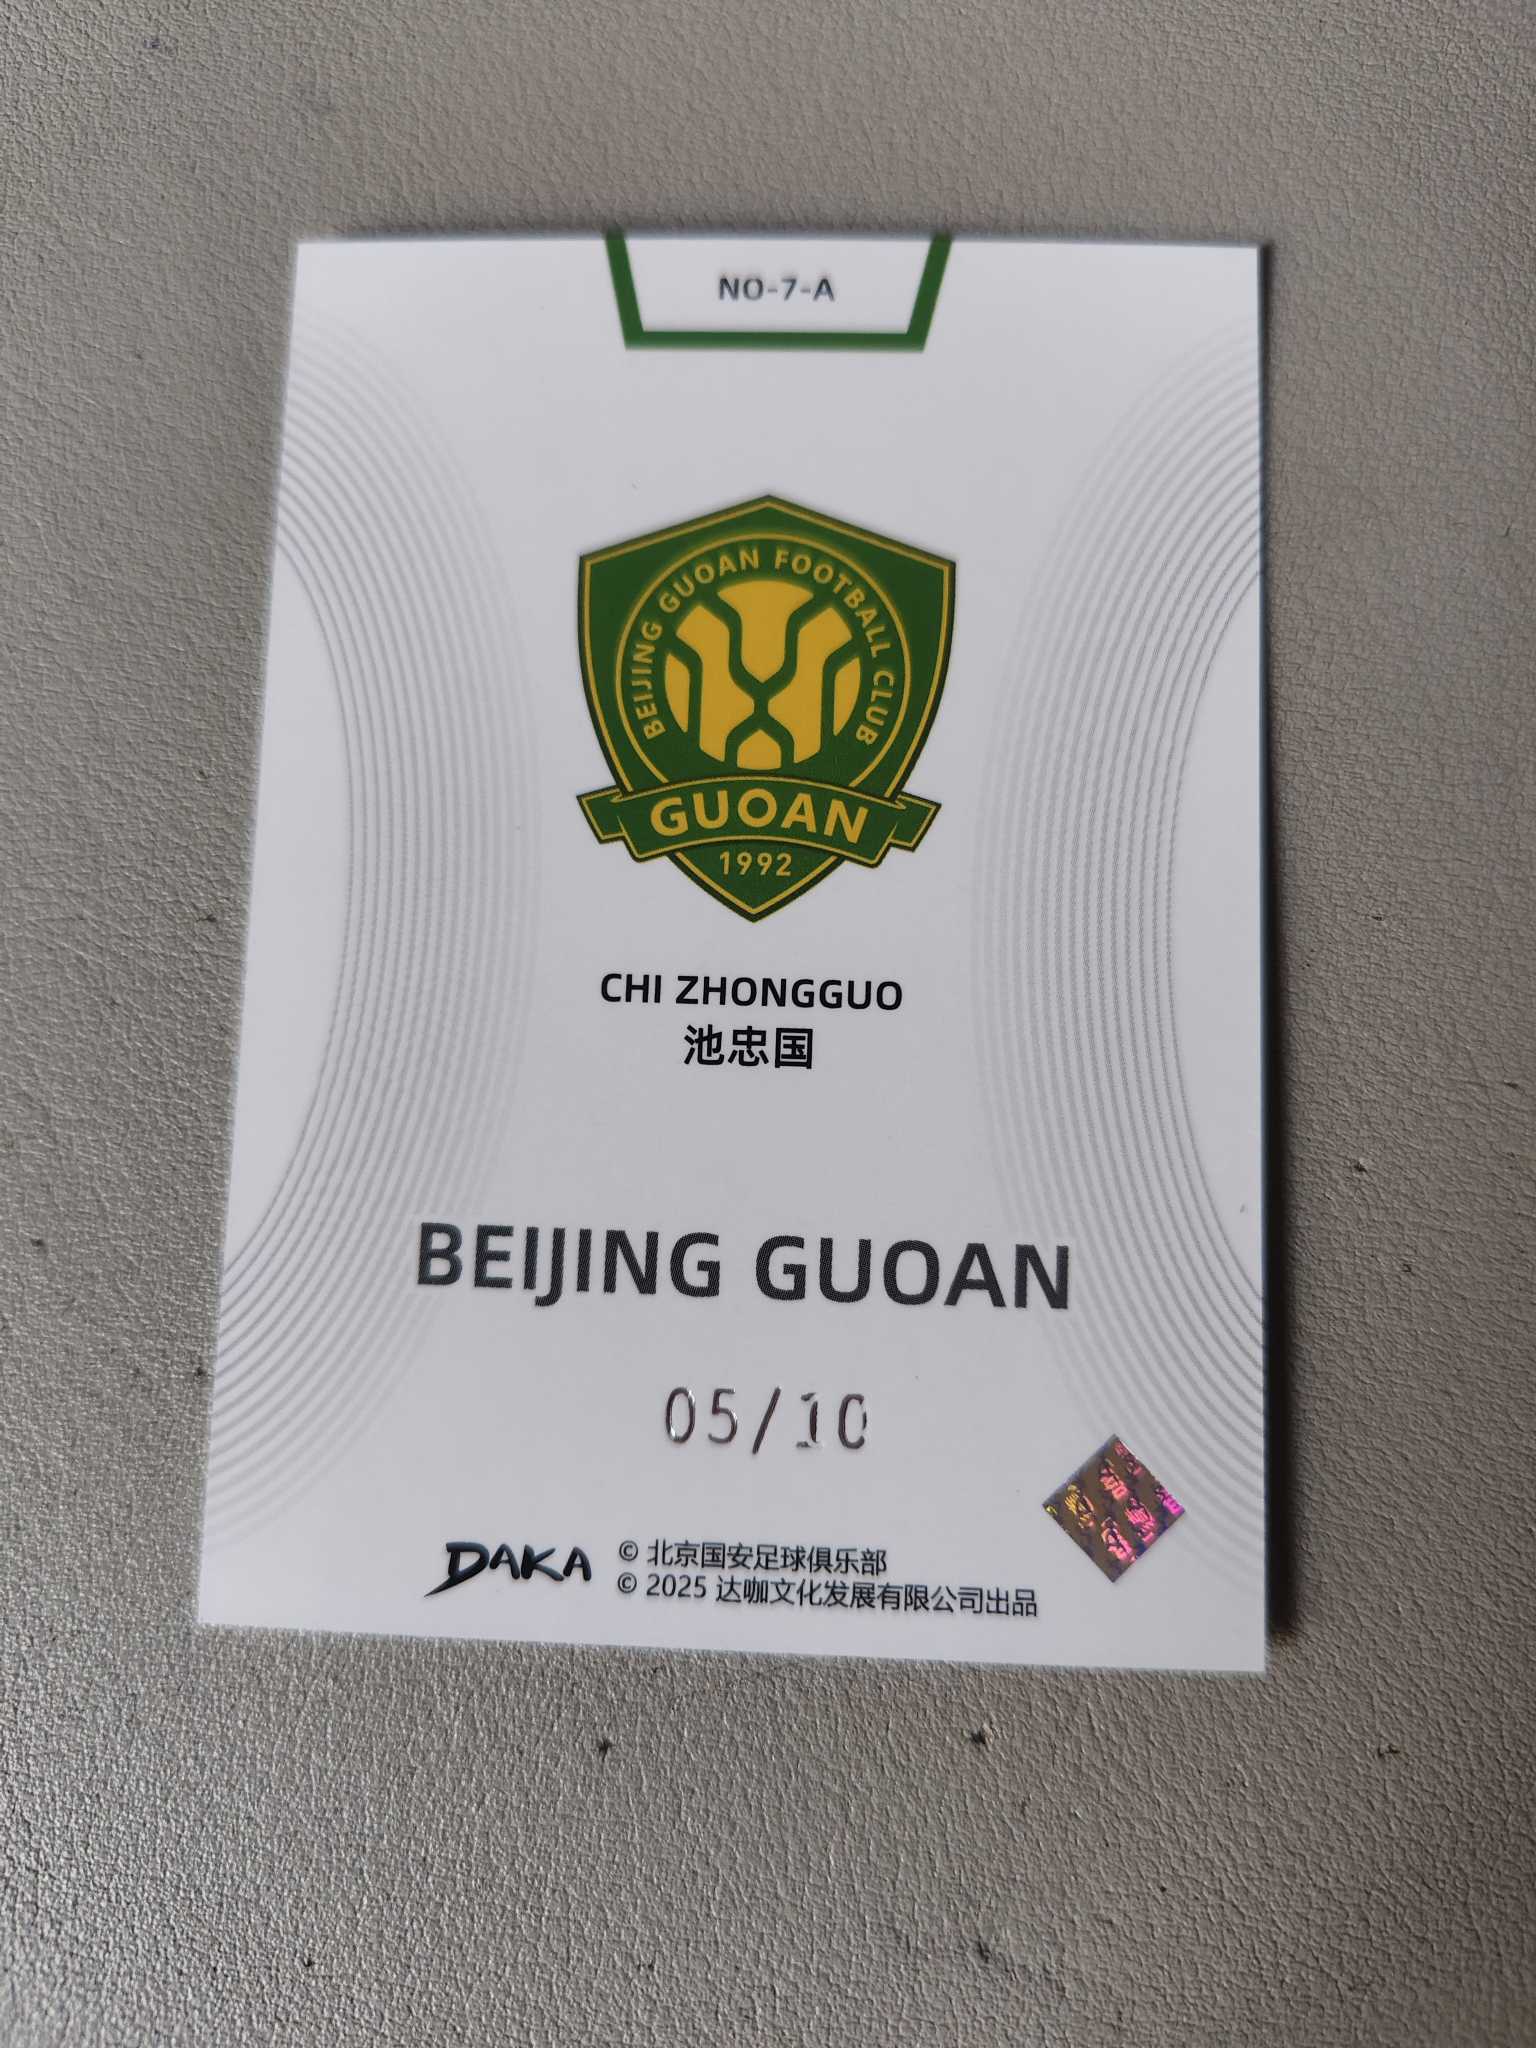 NO-7-A
BEIJING GUOAN FOOTBALL CLUB
GUOAN
1992
CHI ZHONGGUO
池忠国
BEIJING GUOAN
05/10
DAKA
© 北京国安足球俱乐部
© 2025 达咖文化发展有限公司出品